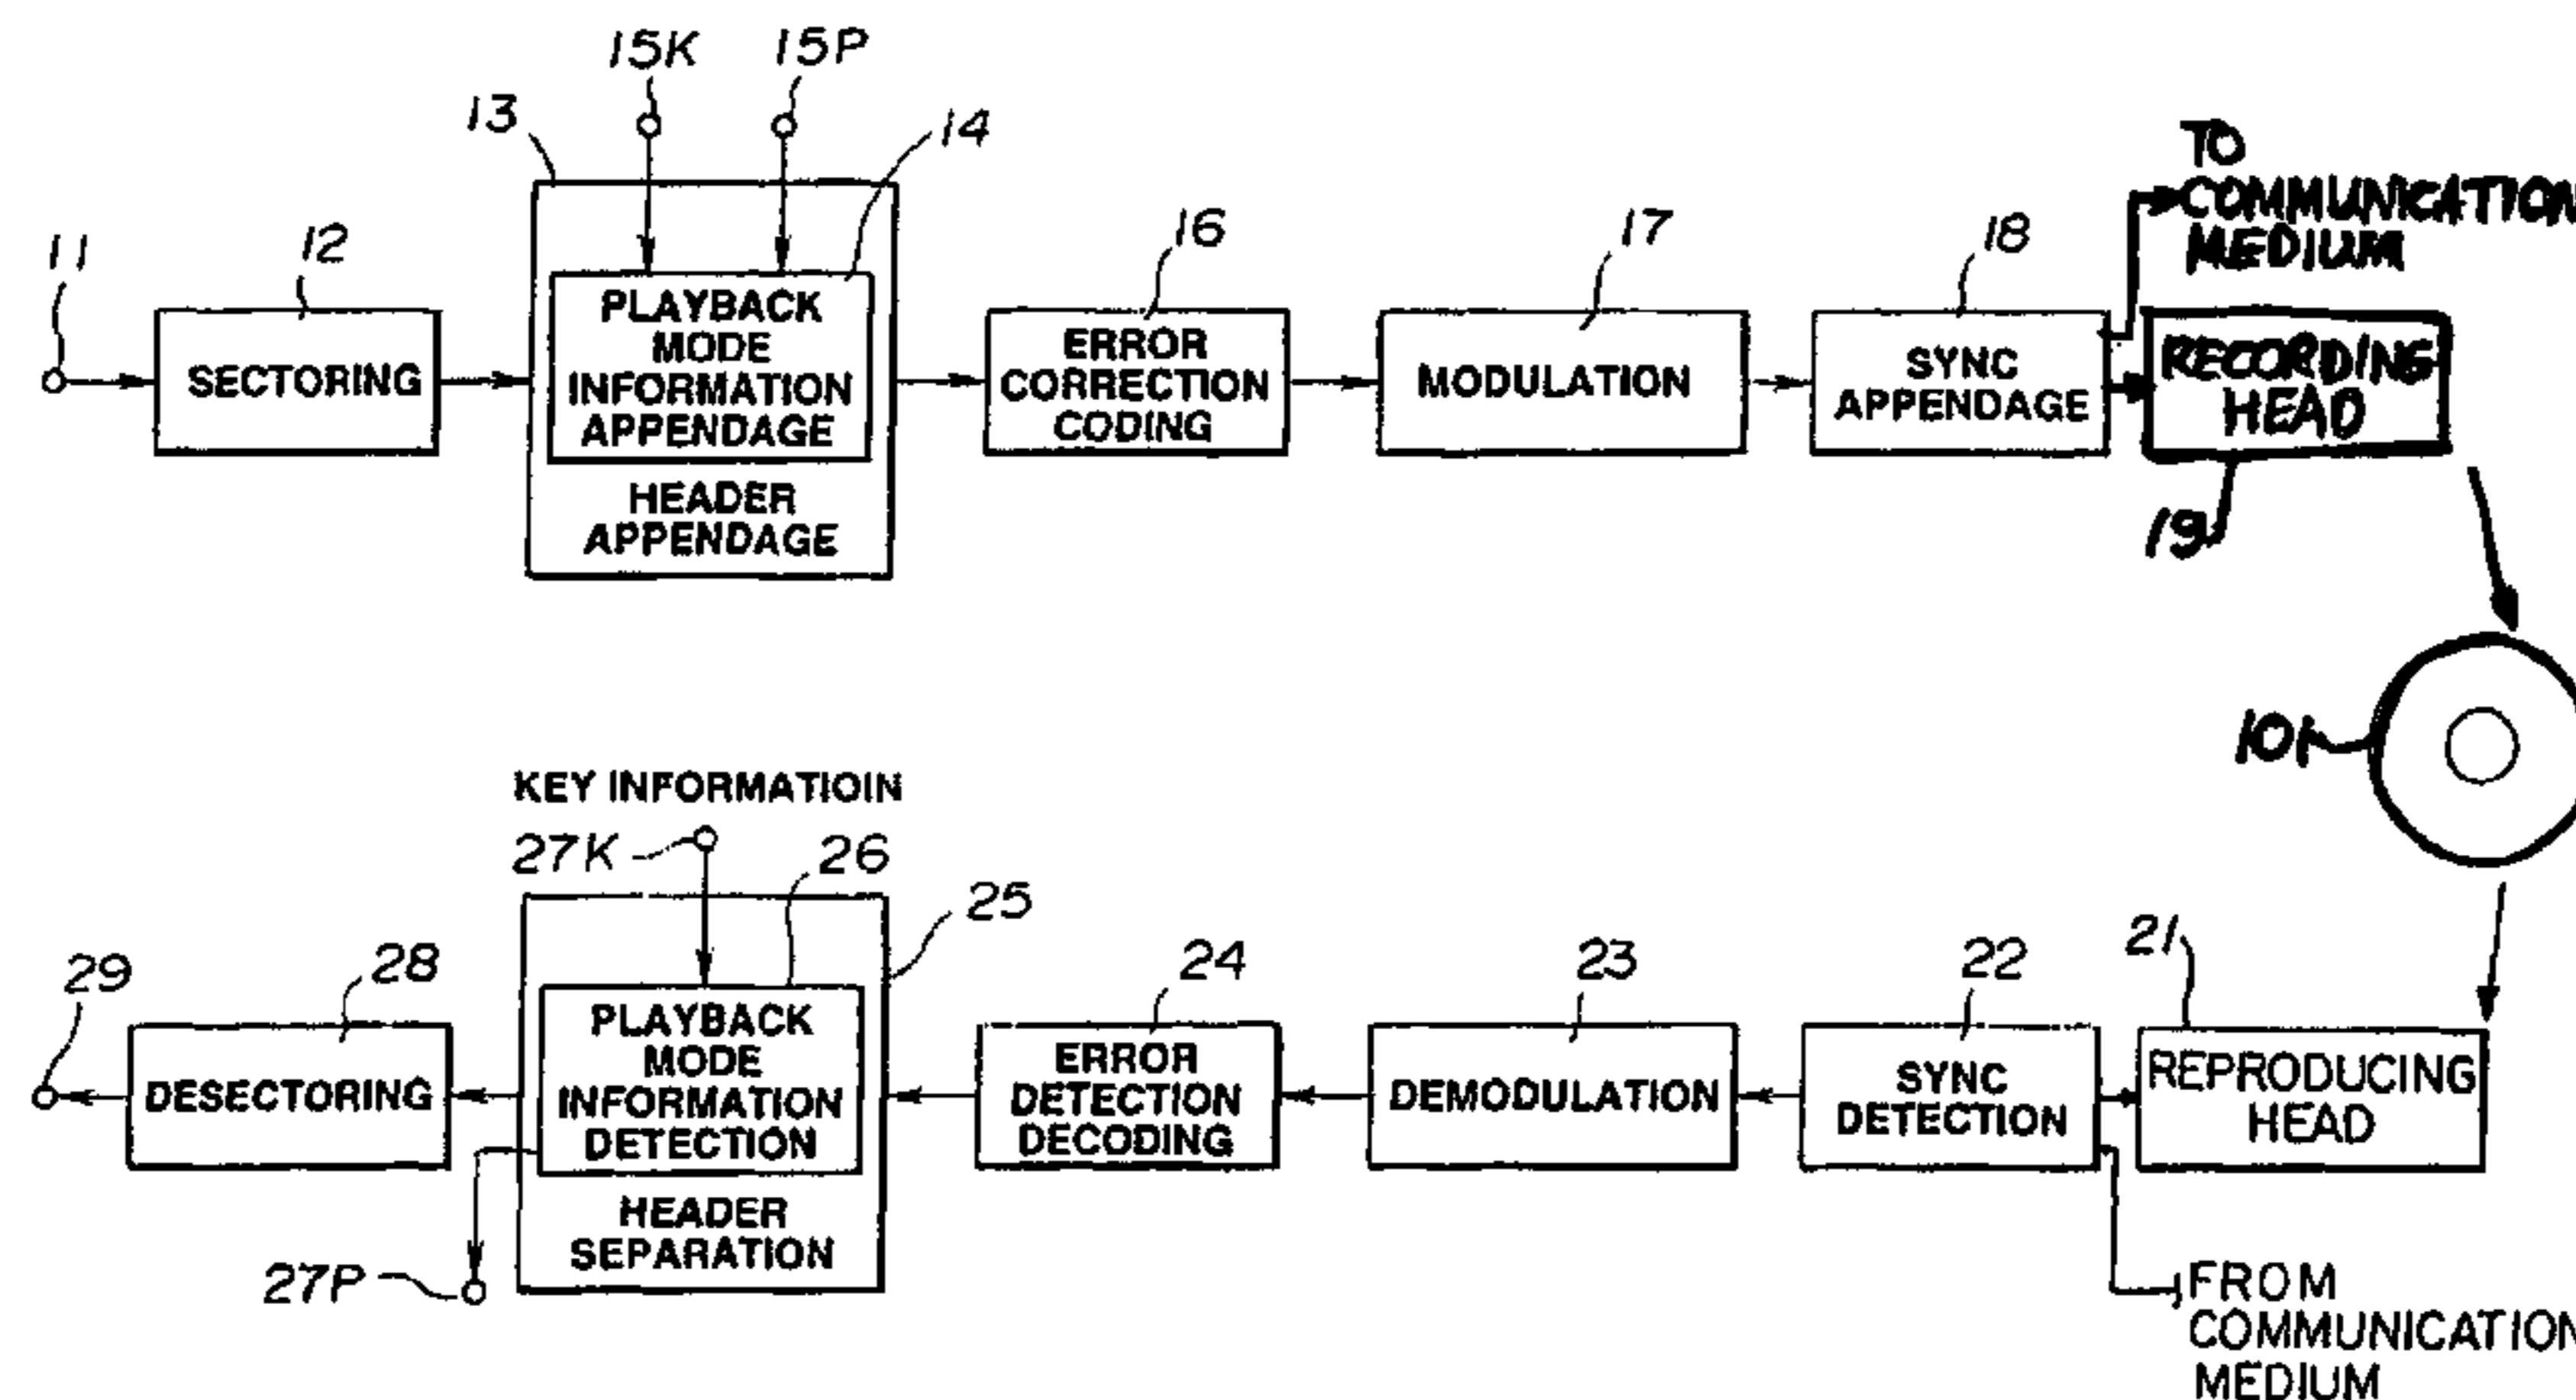 15K
15P
13
14
TO
COMMUNICATION
MEDIUM
11
12
16
17
18
SECTORING
PLAYBACK
MODE
INFORMATION
APPENDAGE
HEADER
APPENDAGE
ERROR
CORRECTION
CODING
MODULATION
SYNC
APPENDAGE
RECORDING
HEAD
19
101
KEY INFORMATIOIN
27K
26
25
29
28
24
23
22
21
DESECTORING
PLAYBACK
MODE
INFORMATION
DETECTION
HEADER
SEPARATION
27P
ERROR
DETECTION
DECODING
DEMODULATION
SYNC
DETECTION
REPRODUCING
HEAD
FROM
COMMUNICATION
MEDIUM